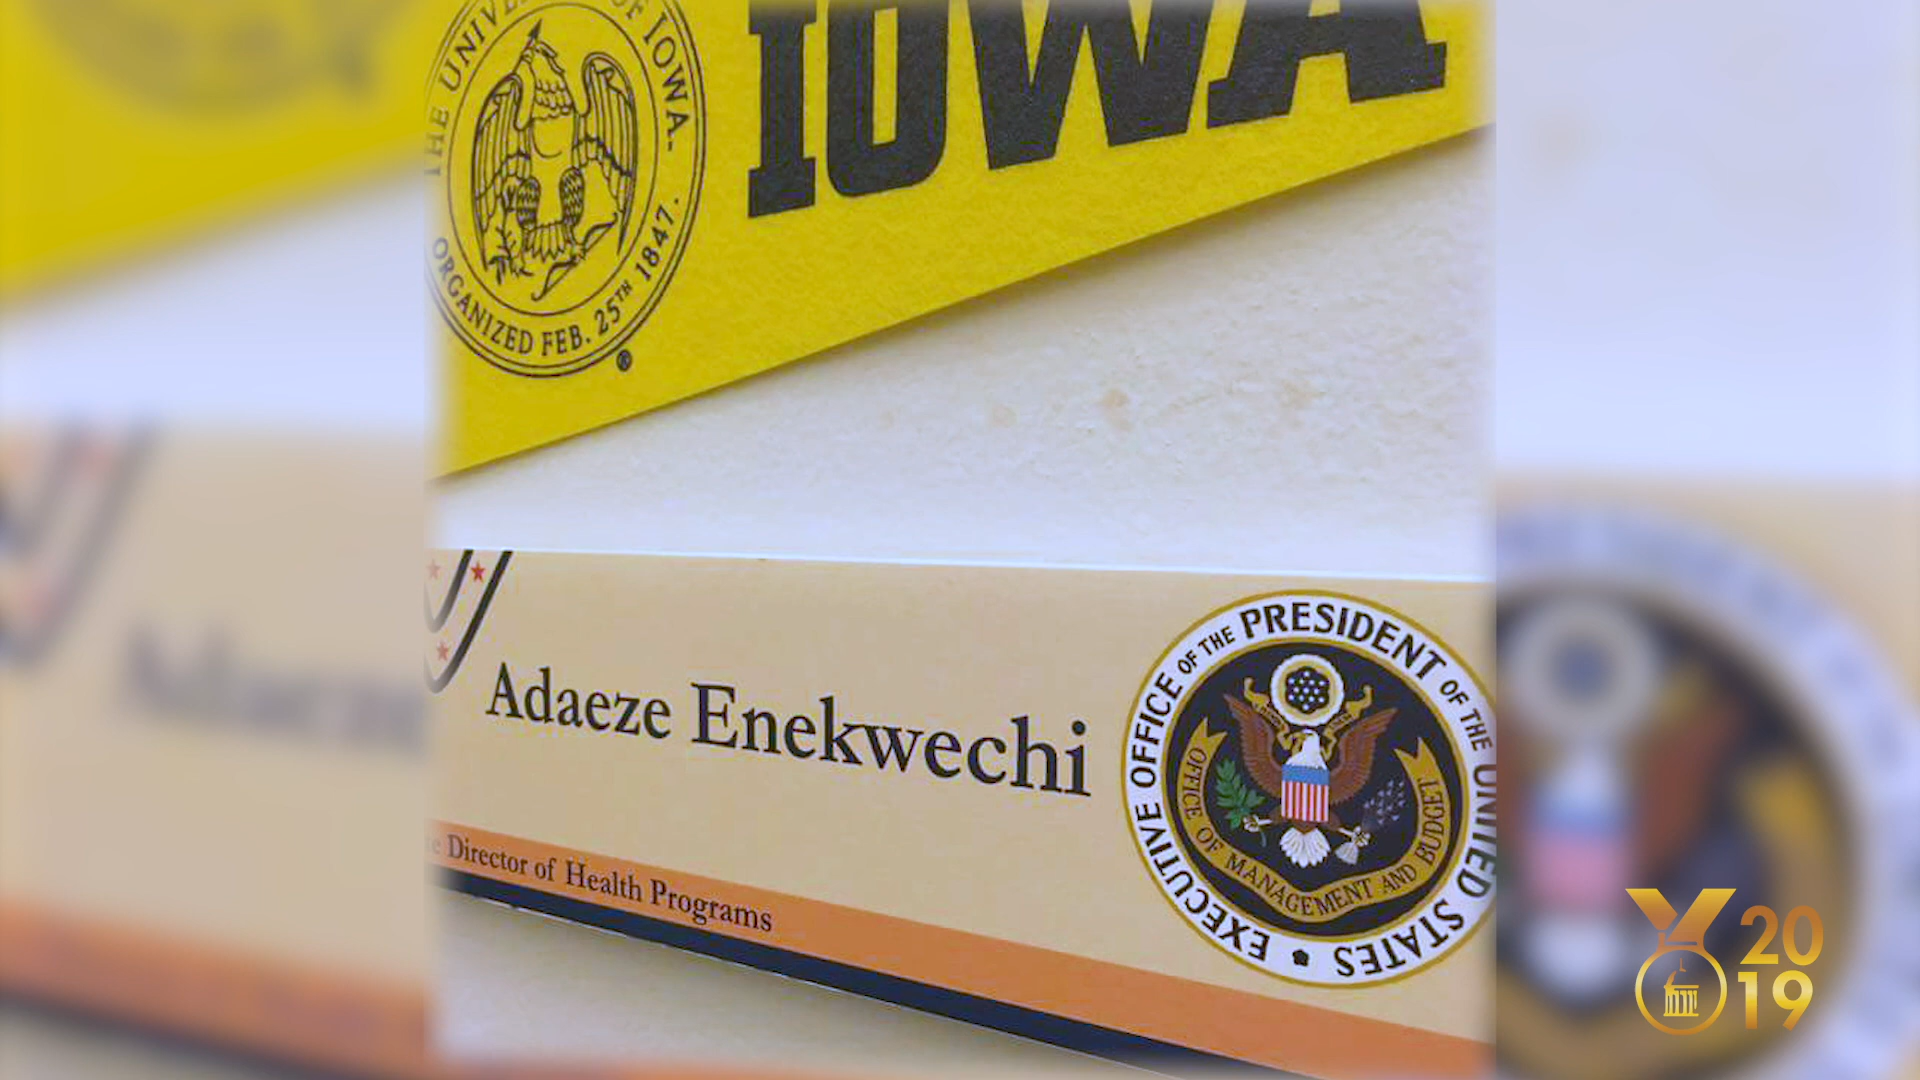 THE UNIVERSITY OF IOWA.
ORGANIZED FEB. 25TH 1847.
®
IOWA
Adaeze Enekwechi
Director of Health Programs
EXECUTIVE OFFICE OF THE PRESIDENT OF THE UNITED STATES
OFFICE OF MANAGEMENT AND BUDGET
20
19